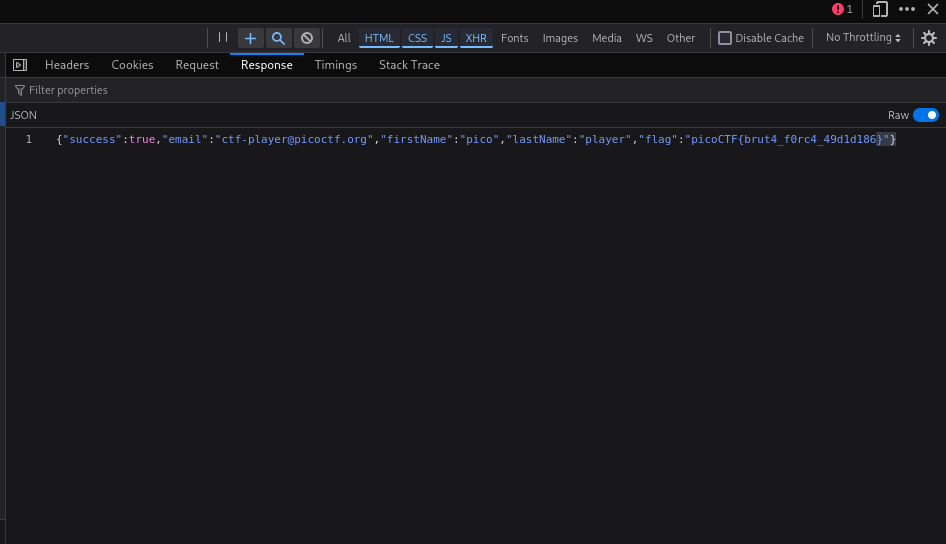 1
All HTML CSS JS XHR Fonts Images Media WS Other Disable Cache No Throttling
Headers Cookies Request Response Timings Stack Trace
Filter properties
JSON Raw
1 {"success":true,"email":"ctf-player@picoctf.org","firstName":"pico","lastName":"player","flag":"picoCTF{brut4_f0rc4_49d1d186}"}